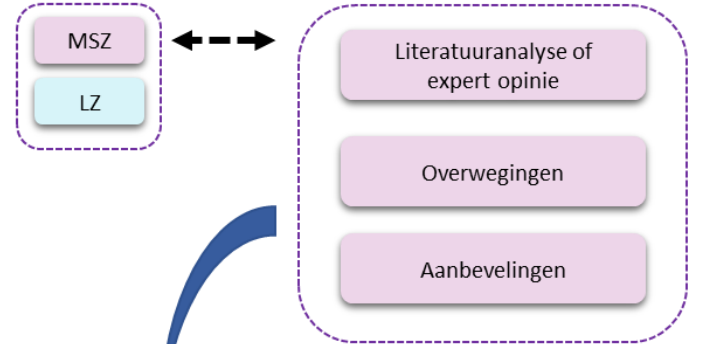 MSZ
LZ
Literatuuranalyse of
expert opinie
Overwegingen
Aanbevelingen